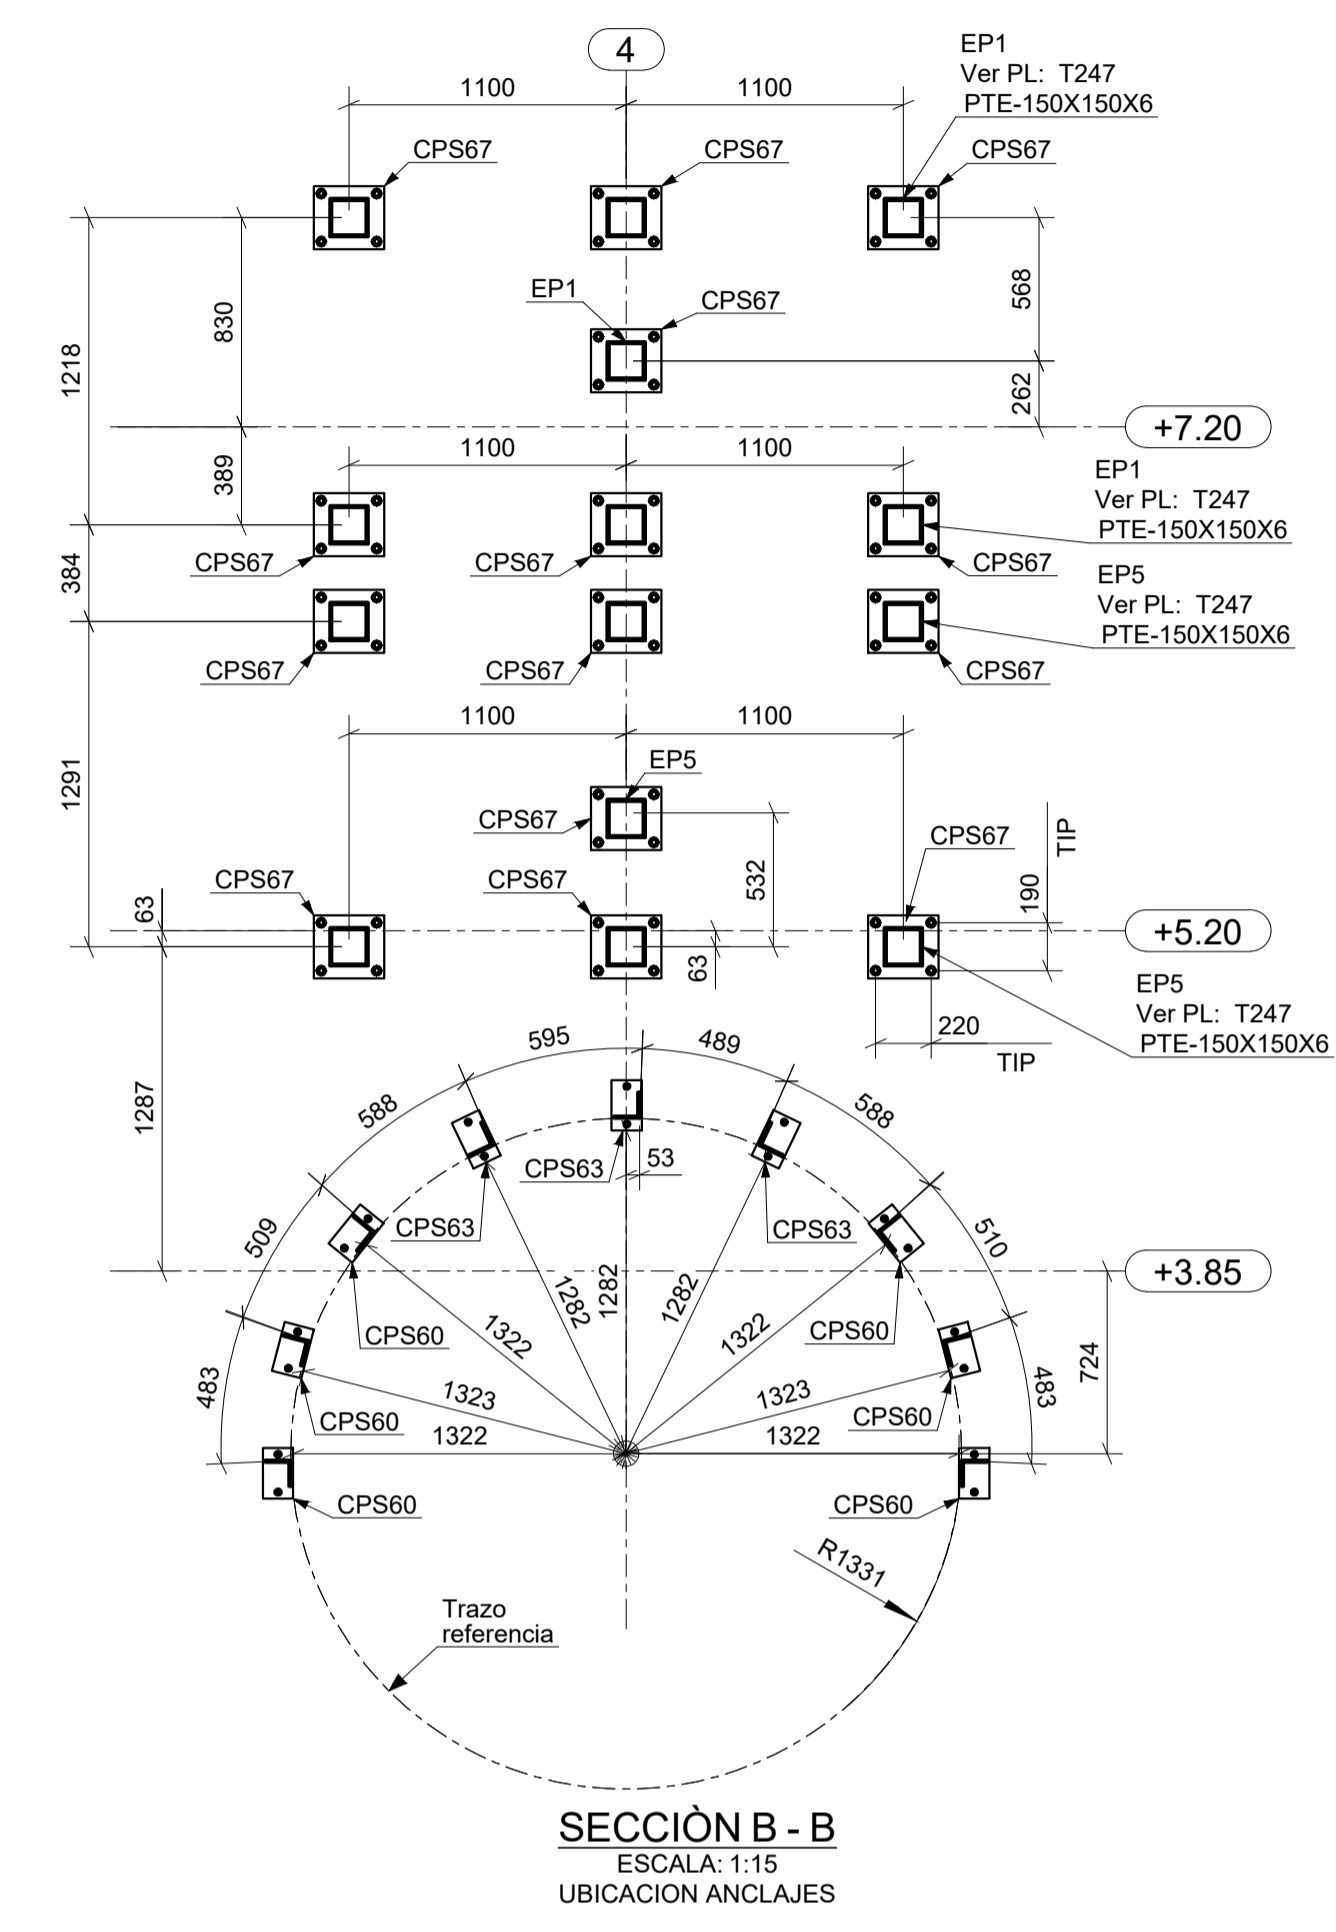 4
EP1
Ver PL: T247
PTE-150X150X6
1100
1100
CPS67
CPS67
CPS67
EP1
CPS67
830
568
1218
262
+7.20
389
1100
1100
EP1
Ver PL: T247
PTE-150X150X6
CPS67
CPS67
CPS67
384
EP5
Ver PL: T247
PTE-150X150X6
CPS67
CPS67
CPS67
1100
1100
EP5
1291
CPS67
CPS67
TIP
532
190
CPS67
CPS67
63
63
+5.20
EP5
Ver PL: T247
PTE-150X150X6
220
TIP
595
489
1287
588
588
CPS63
53
CPS63
CPS63
509
510
+3.85
1282
1282
1282
CPS60
1322
1322
CPS60
724
483
483
CPS60
1323
1323
CPS60
1322
1322
CPS60
CPS60
R1331
Trazo
referencia
SECCIÒN B - B
ESCALA: 1:15
UBICACION ANCLAJES